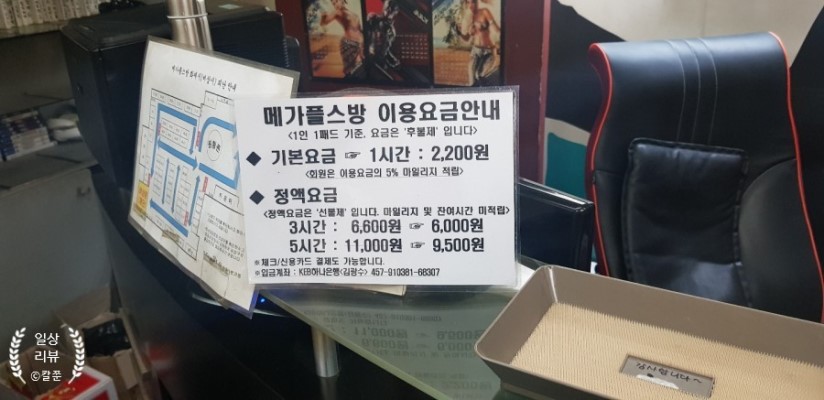 메가플스방 이용요금안내
<1인 1패드 기준, 요금은 '후불제' 입니다>
◆ 기본요금 ☞ 1시간 : 2,200원
<회원은 이용요금의 5% 마일리지 적립>
◆ 정액요금
<정액요금은 '선불제' 입니다. 마일리지 및 잔여시간 미적립>
3시간 : 6,600원 ☞ 6,000원
5시간 : 11,000원 ☞ 9,500원
※체크/신용카드 결제도 가능합니다.
※입금계좌 : KEB하나은행<김광수> 457-910381-68307
일상
리뷰
©칼쭌